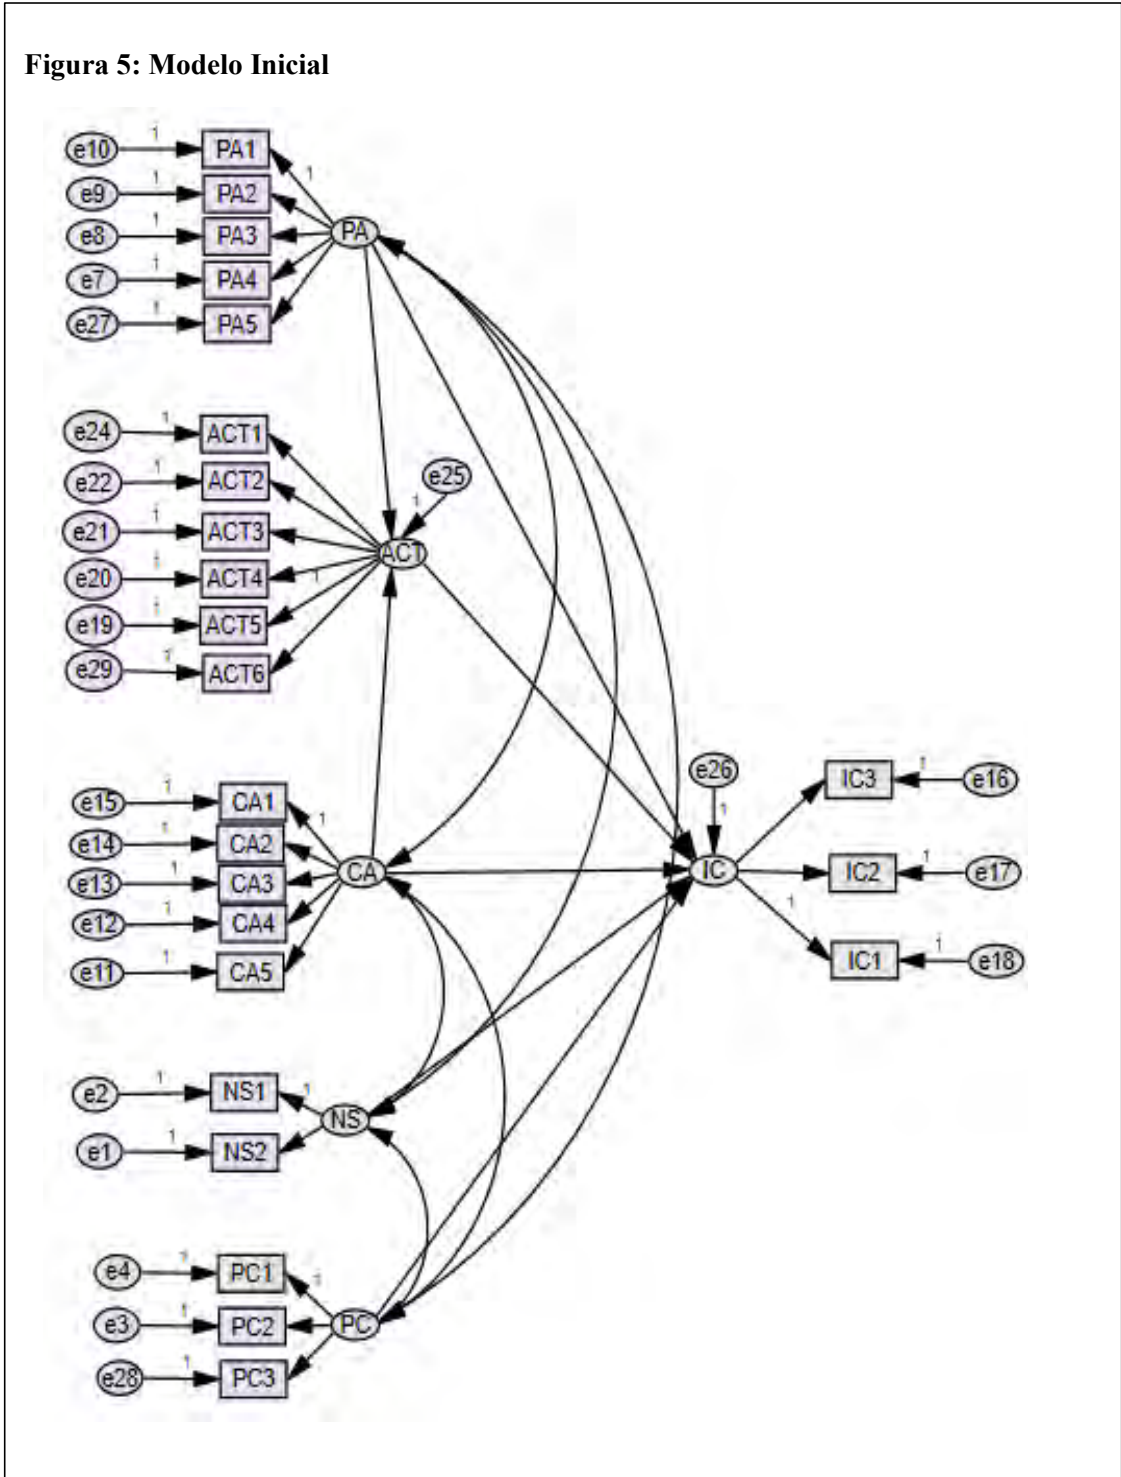 Figura 5: Modelo Inicial
e10 1 PA1 1
e9 1 PA2
e8 1 PA3 PA
e7 1 PA4
e27 1 PA5
e24 1 ACT1
e22 1 ACT2 e25
e21 1 ACT3 1
ACT
e20 1 ACT4 1
e19 1 ACT5
e29 1 ACT6
e26 1 IC3 1 e16
e15 1 CA1 1
e14 1 CA2
e13 1 CA3 CA IC IC2 1 e17
e12 1 CA4 1
e11 1 CA5 IC1 1 e18
e2 1 NS1 1
NS
e1 1 NS2
e4 1 PC1 1
e3 1 PC2 PC
e28 1 PC3